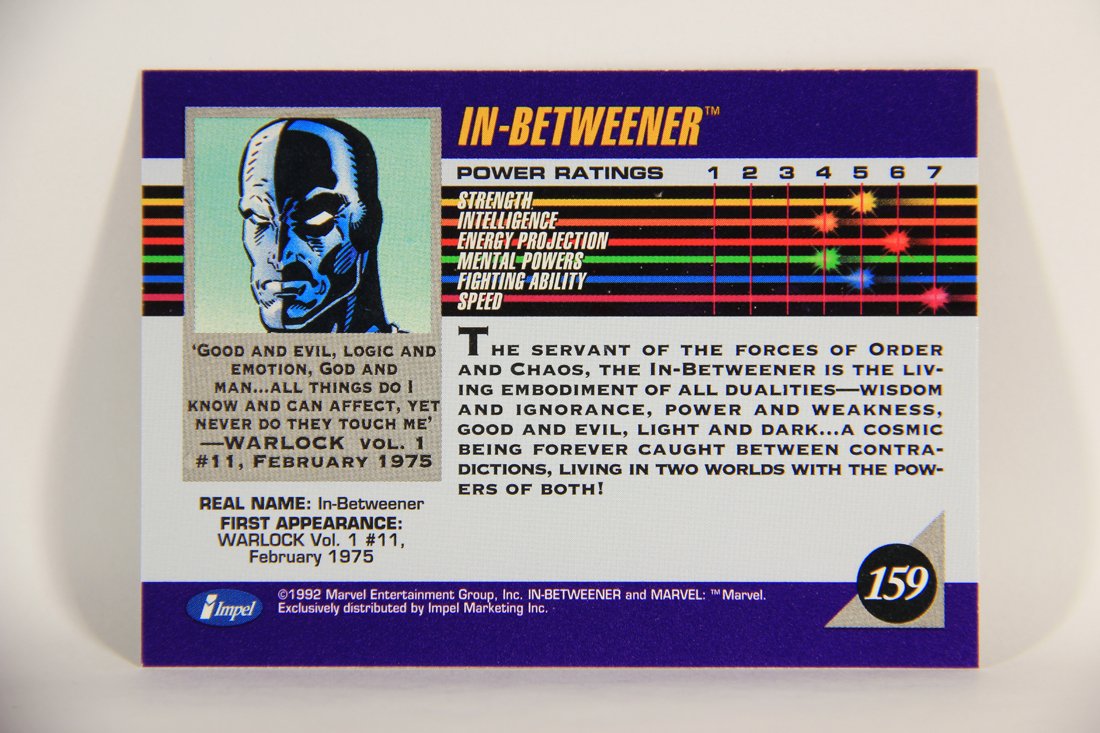 IN-BETWEENER™
POWER RATINGS 1 2 3 4 5 6 7
STRENGTH
INTELLIGENCE
ENERGY PROJECTION
MENTAL POWERS
FIGHTING ABILITY
SPEED
'GOOD AND EVIL, LOGIC AND
EMOTION, GOD AND
MAN...ALL THINGS DO I
KNOW AND CAN AFFECT, YET
NEVER DO THEY TOUCH ME'
—WARLOCK VOL. 1
#11, FEBRUARY 1975
REAL NAME: In-Betweener
FIRST APPEARANCE:
WARLOCK Vol. 1 #11,
February 1975
THE SERVANT OF THE FORCES OF ORDER
AND CHAOS, THE IN-BETWEENER IS THE LIV-
ING EMBODIMENT OF ALL DUALITIES—WISDOM
AND IGNORANCE, POWER AND WEAKNESS,
GOOD AND EVIL, LIGHT AND DARK...A COSMIC
BEING FOREVER CAUGHT BETWEEN CONTRA-
DICTIONS, LIVING IN TWO WORLDS WITH THE POW-
ERS OF BOTH!
159
Impel
©1992 Marvel Entertainment Group, Inc. IN-BETWEENER and MARVEL: ™Marvel.
Exclusively distributed by Impel Marketing Inc.